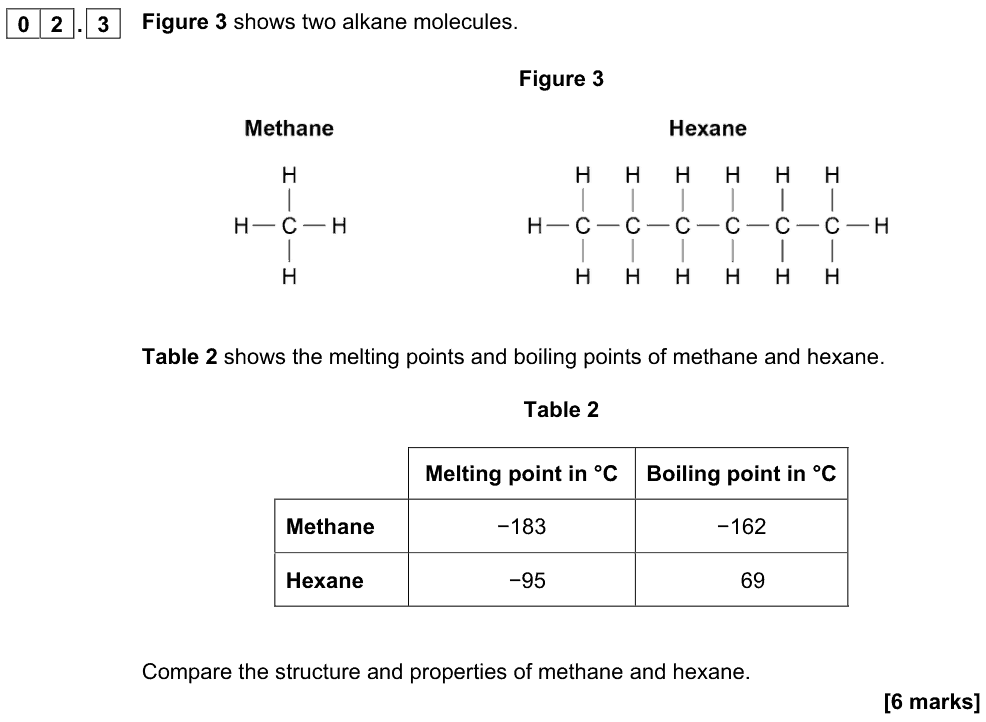 0 2 . 3 Figure 3 shows two alkane molecules.
Figure 3
Methane Hexane
H H H H H H H
H C H H C C C C C C H
H H H H H H H
Table 2 shows the melting points and boiling points of methane and hexane.
Table 2
Melting point in °C Boiling point in °C
Methane −183 −162
Hexane −95 69
Compare the structure and properties of methane and hexane.
[6 marks]